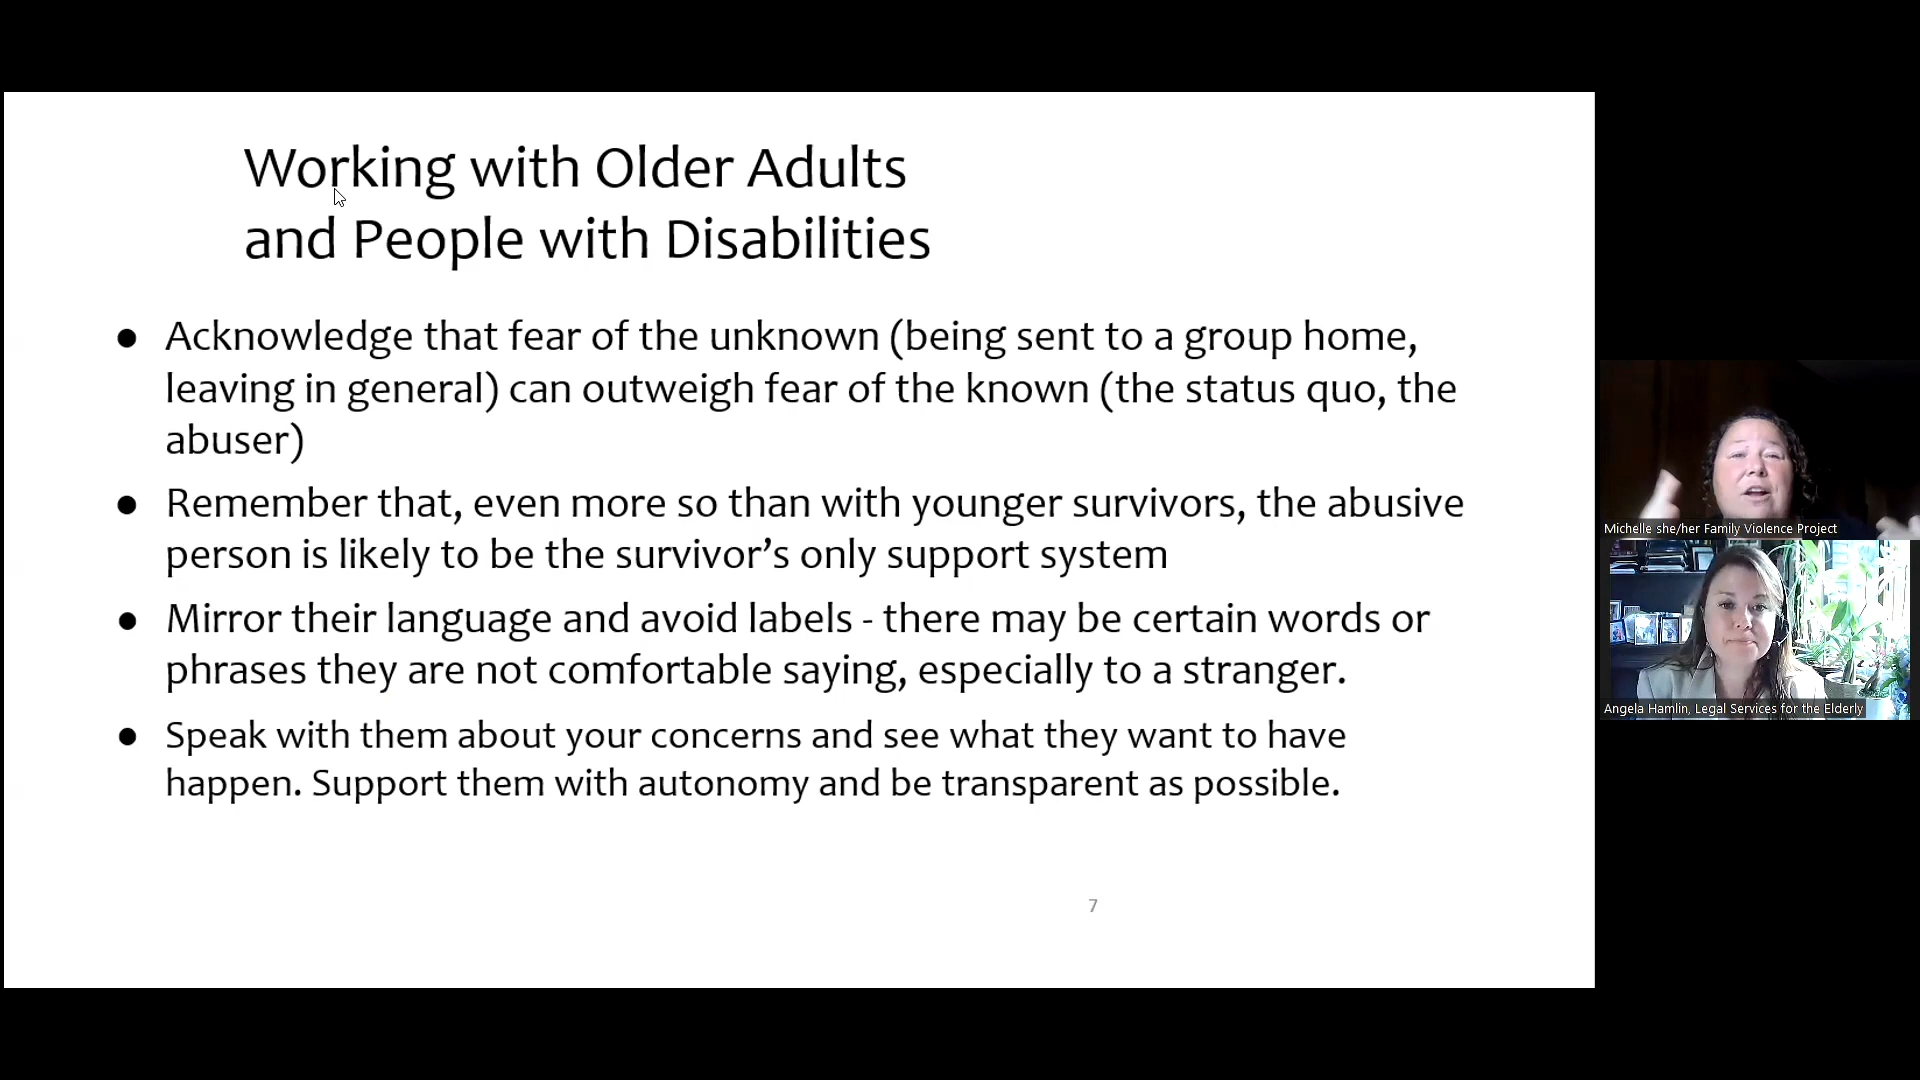 Working with Older Adults
and People with Disabilities
● Acknowledge that fear of the unknown (being sent to a group home,
leaving in general) can outweigh fear of the known (the status quo, the
abuser)
● Remember that, even more so than with younger survivors, the abusive
person is likely to be the survivor’s only support system
● Mirror their language and avoid labels - there may be certain words or
phrases they are not comfortable saying, especially to a stranger.
● Speak with them about your concerns and see what they want to have
happen. Support them with autonomy and be transparent as possible.
7
Michelle she/her Family Violence Project
Angela Hamlin, Legal Services for the Elderly